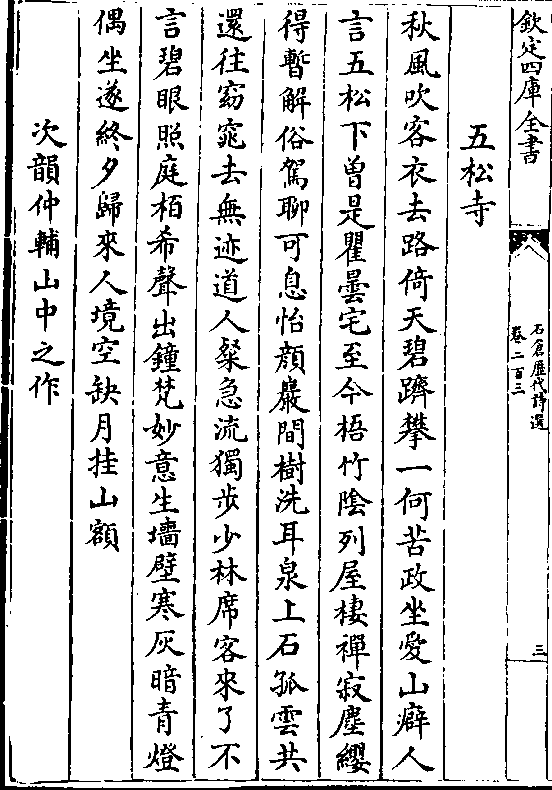 欽定四庫全書
石倉歷代詩選
卷二百三
三
五松寺
秋風吹客衣去路倚天碧躋攀一何苦政坐愛山癖人
言五松下曾是瞿曇宅至今梧竹陰列屋棲禪寂塵纓
得暫解俗駕聊可息怡顔巖間樹洗耳泉上石孤雲共
還往窈窕去無迹道人粲急流獨步少林席客來了不
言碧眼照庭栢希聲出鐘梵妙意生墻壁寒灰暗青燈
偶坐遂終夕歸來人境空缺月挂山額
次韻仲輔山中之作